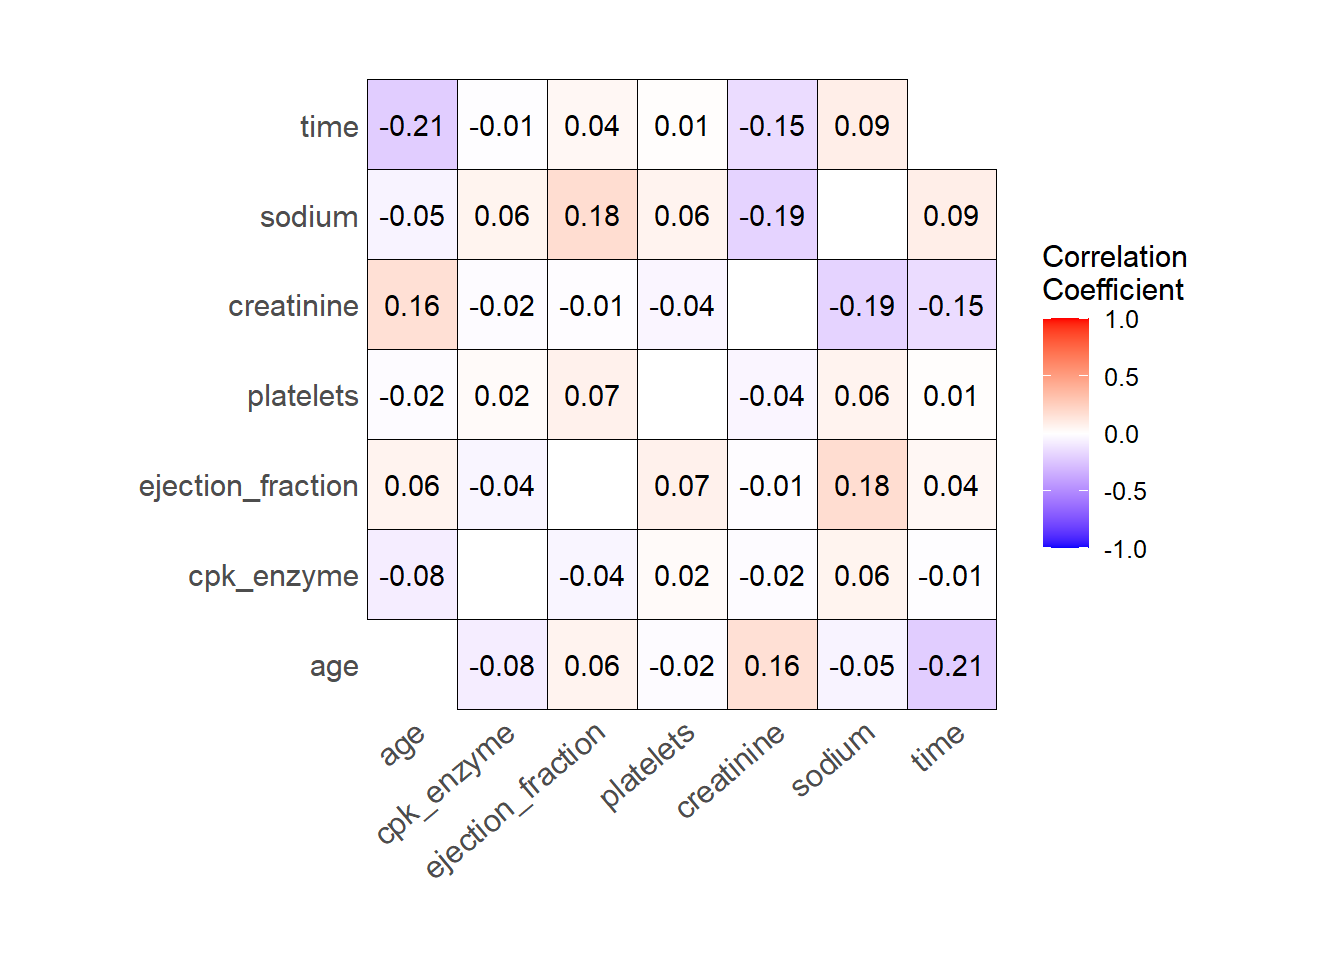 time -0.21 -0.01 0.04 0.01 -0.15 0.09
sodium -0.05 0.06 0.18 0.06 -0.19 0.09
creatinine 0.16 -0.02 -0.01 -0.04 -0.19 -0.15
platelets -0.02 0.02 0.07 -0.04 0.06 0.01
ejection_fraction 0.06 -0.04 0.07 -0.01 0.18 0.04
cpk_enzyme -0.08 -0.04 0.02 -0.02 0.06 -0.01
age -0.08 0.06 -0.02 0.16 -0.05 -0.21
age cpk_enzyme ejection_fraction platelets creatinine sodium time
Correlation
Coefficient
1.0
0.5
0.0
-0.5
-1.0